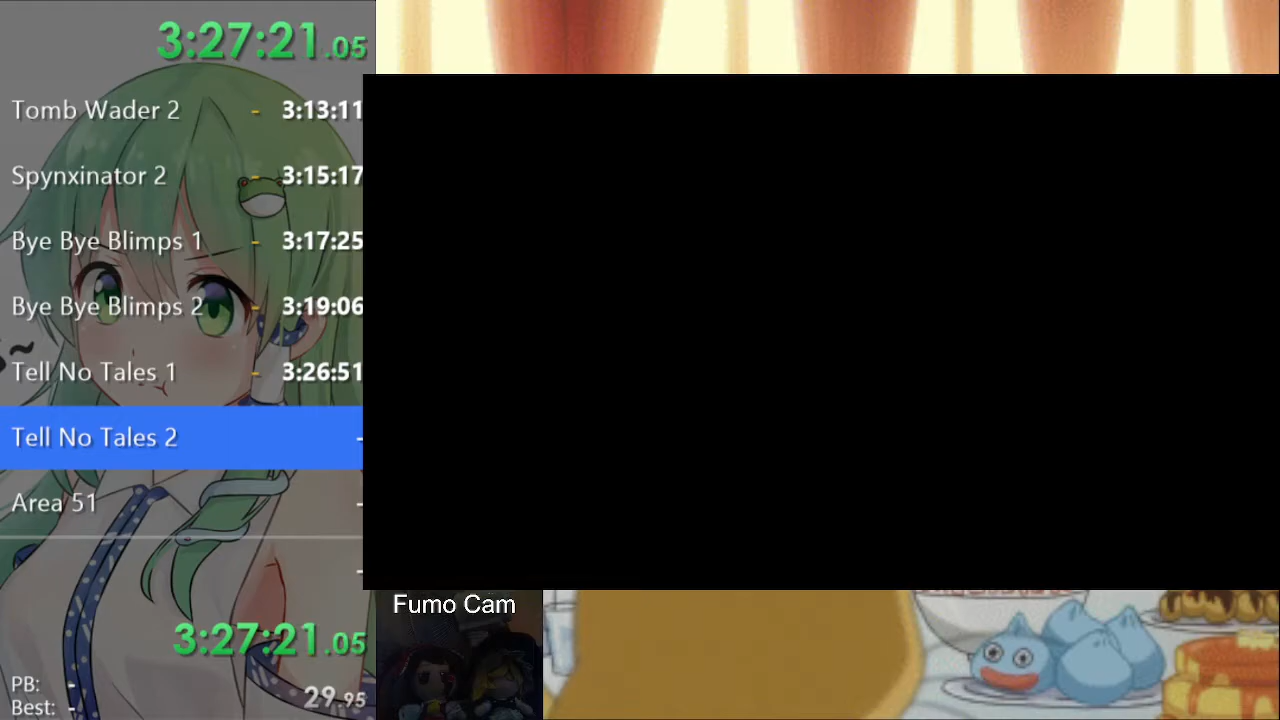 3:27:21.05
Tomb Wader 2 - 3:13:11
Spynxinator 2 - 3:15:17
Bye Bye Blimps 1 - 3:17:25
Bye Bye Blimps 2 - 3:19:06
Tell No Tales 1 - 3:26:51
Tell No Tales 2 -
Area 51 -
-
3:27:21.05
PB: -
Best: - 29.95
Fumo Cam